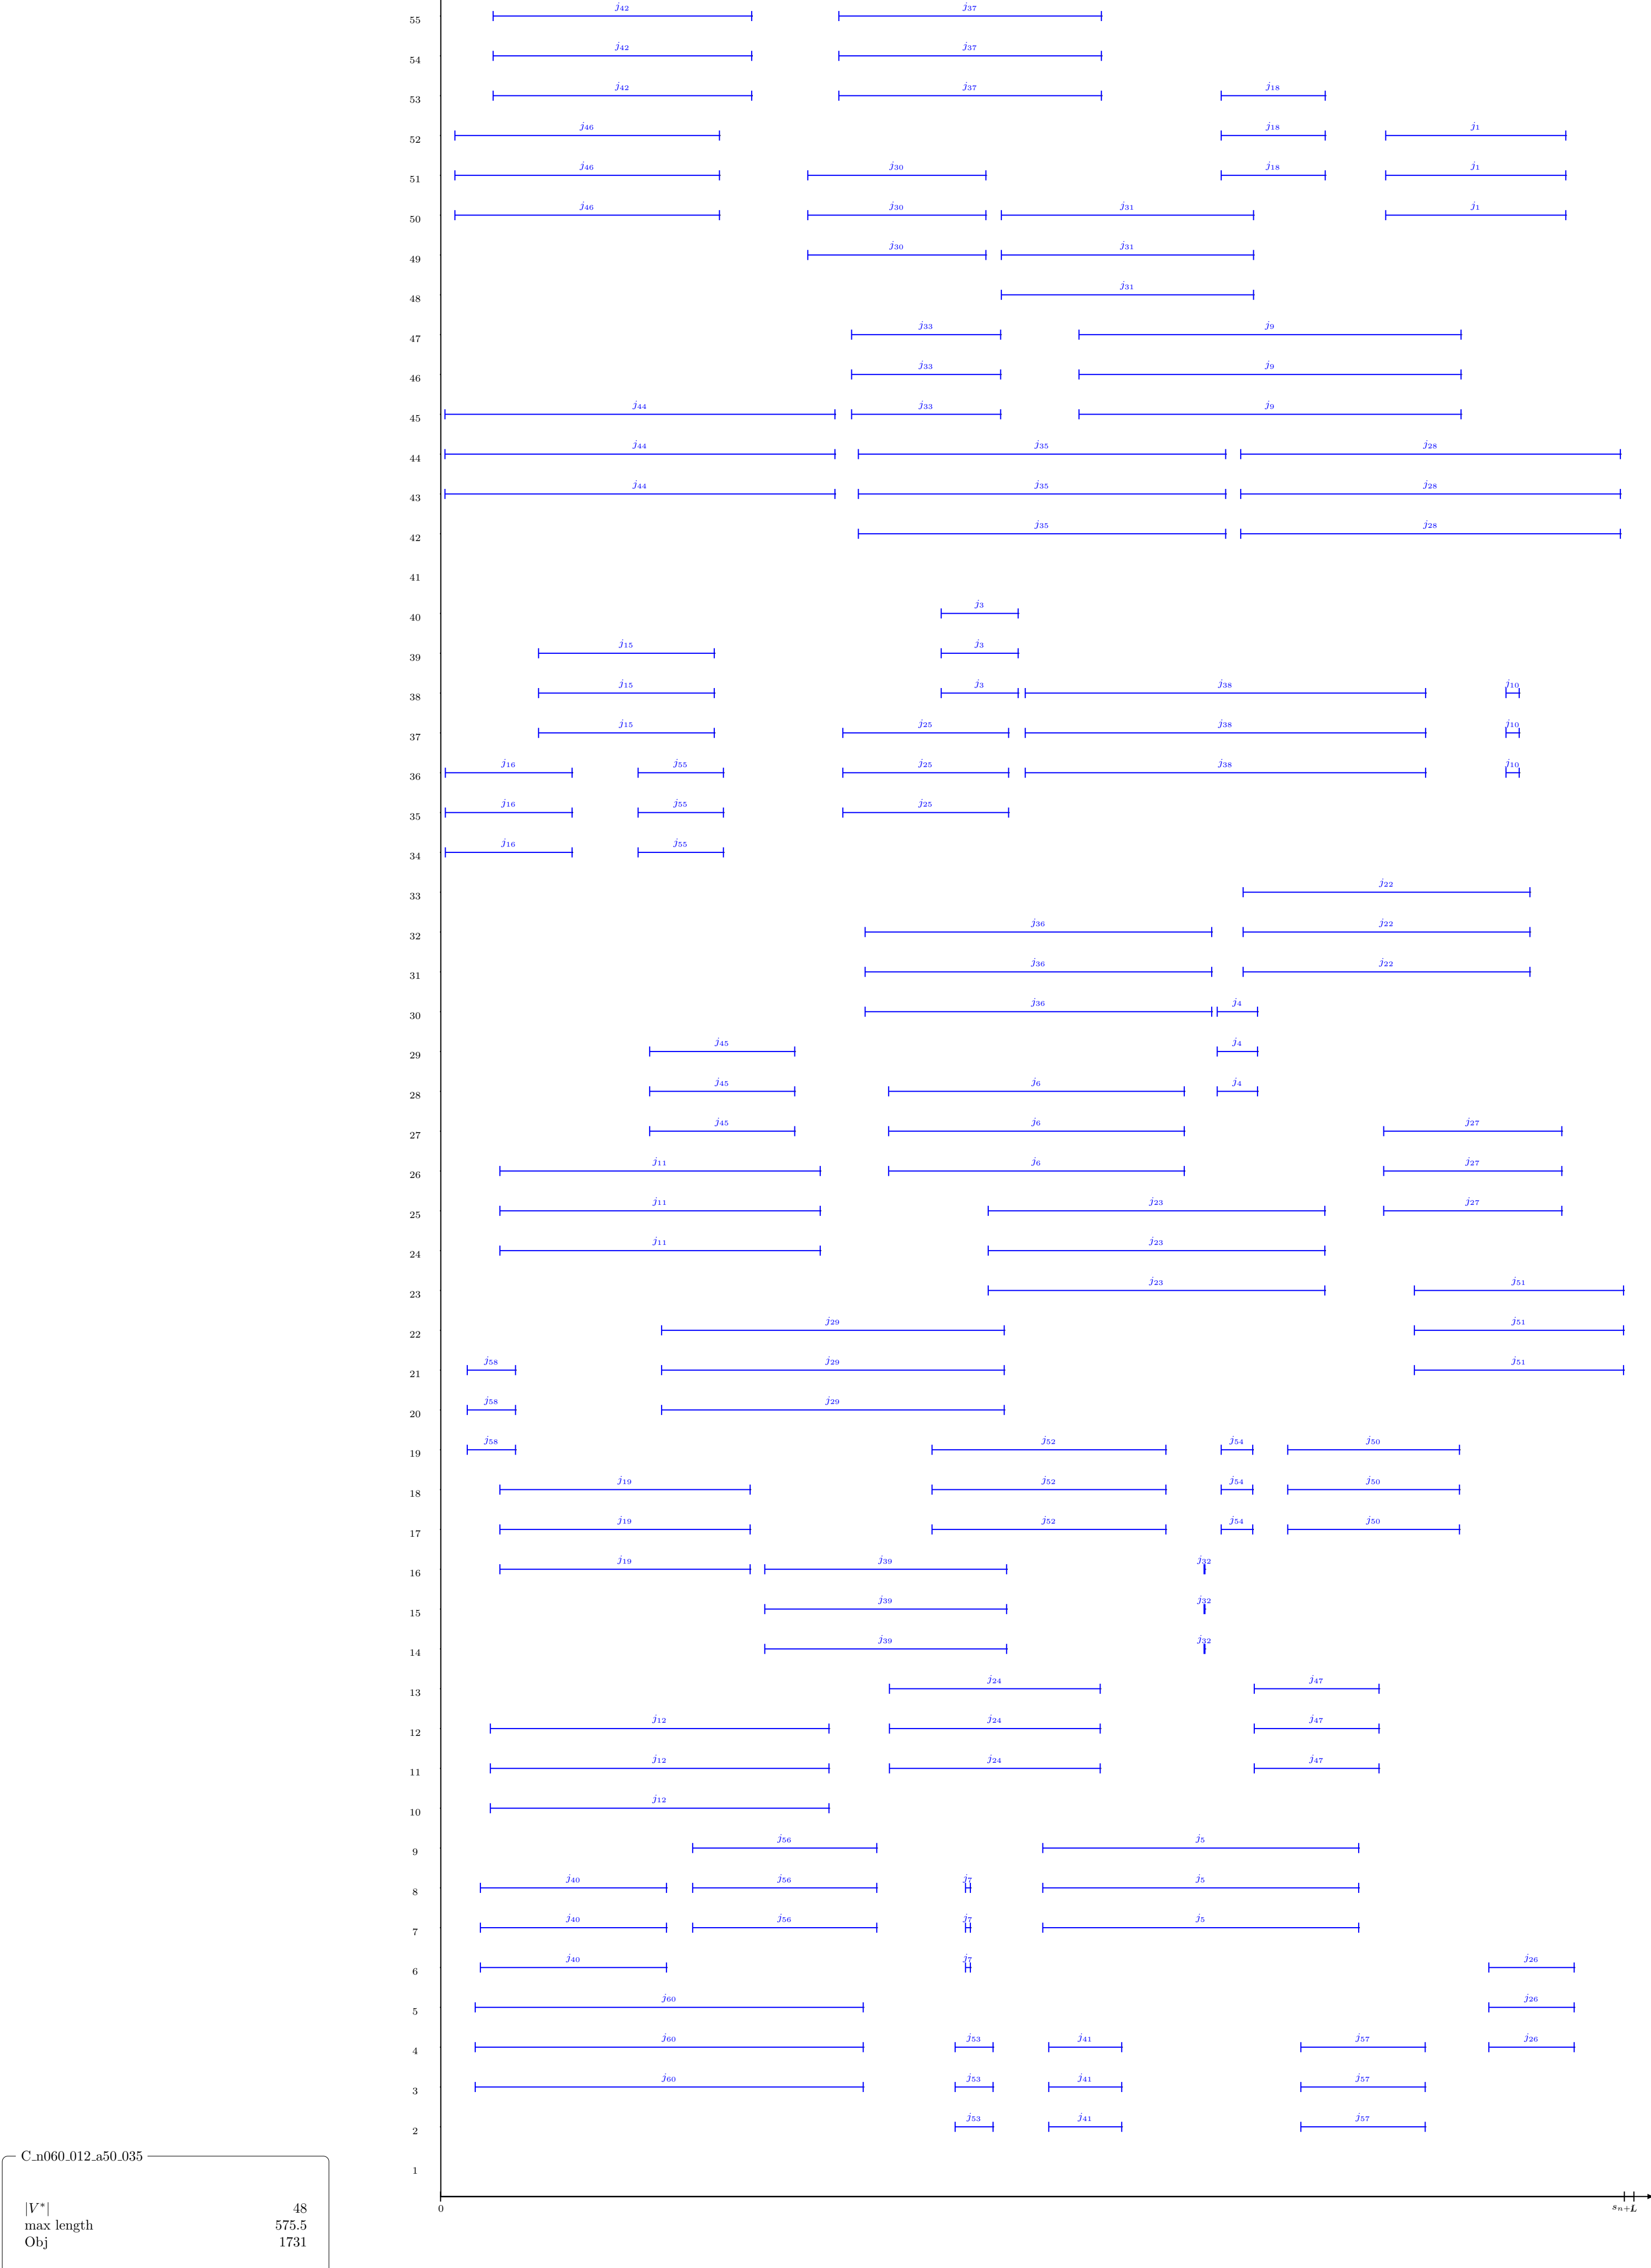 55 j42 j37
54 j42 j37
53 j42 j37 j18
52 j46 j18 j1
51 j46 j30 j18 j1
50 j46 j30 j31 j1
49 j30 j31
48 j31
47 j33 j9
46 j33 j9
45 j44 j33 j9
44 j44 j35 j28
43 j44 j35 j28
42 j35 j28
41
40 j3
39 j15 j3
38 j15 j3 j38 j10
37 j15 j25 j38 j10
36 j16 j55 j25 j38 j10
35 j16 j55 j25
34 j16 j55
33 j22
32 j36 j22
31 j36 j22
30 j36 j4
29 j45 j4
28 j45 j6 j4
27 j45 j6 j27
26 j11 j6 j27
25 j11 j23 j27
24 j11 j23
23 j23 j51
22 j29 j51
21 j58 j29 j51
20 j58 j29
19 j58 j52 j54 j50
18 j19 j52 j54 j50
17 j19 j52 j54 j50
16 j19 j39 j32
15 j39 j32
14 j39 j32
13 j24 j47
12 j12 j24 j47
11 j12 j24 j47
10 j12
9 j56 j5
8 j40 j56 j7 j5
7 j40 j56 j7 j5
6 j40 j7 j26
5 j60 j26
4 j60 j53 j41 j57 j26
3 j60 j53 j41 j57
2 j53 j41 j57
1
0 sn+L
C_n060_012_a50_035
|V*| 48
max length 575.5
Obj 1731